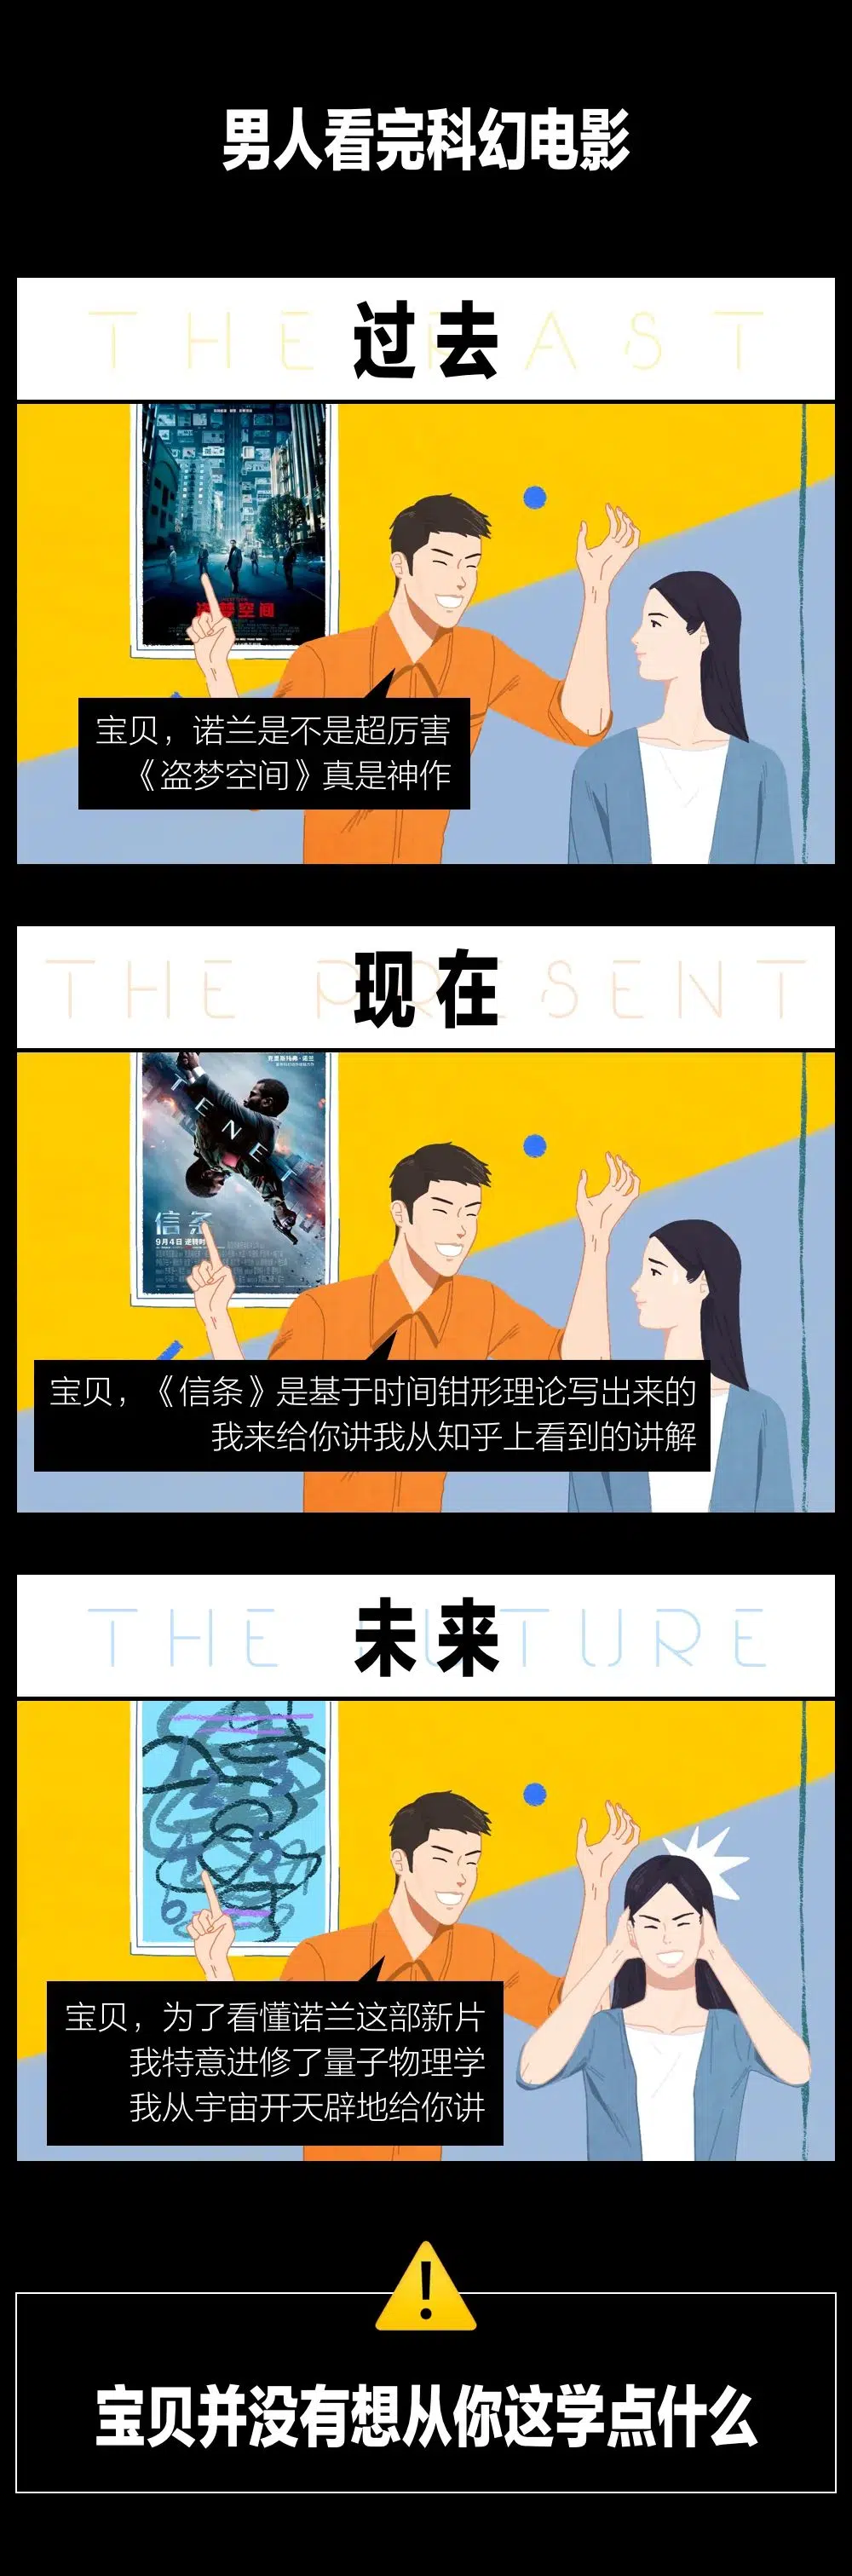 男人看完科幻电影
THE PAST
过去
盗梦空间
宝贝，诺兰是不是超厉害
《盗梦空间》真是神作
THE PRESENT
现在
TENET
信条
9月4日
宝贝，《信条》是基于时间钳形理论写出来的
我来给你讲我从知乎上看到的讲解
THE FUTURE
未来
宝贝，为了看懂诺兰这部新片
我特意进修了量子物理学
我从宇宙开天辟地给你讲
宝贝并没有想从你这学点什么